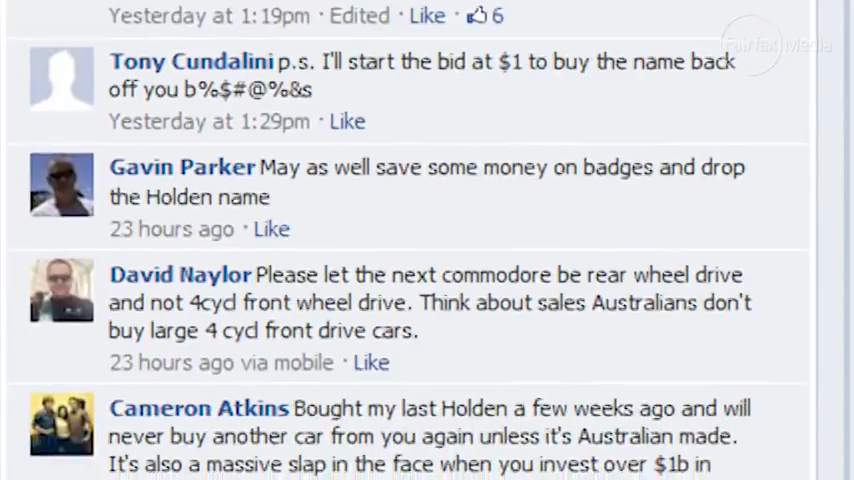 Yesterday at 1:19pm · Edited · Like · 6
Fairfax Media
Tony Cundalini p.s. I'll start the bid at $1 to buy the name back
off you b%$#@%&s
Yesterday at 1:29pm · Like
Gavin Parker May as well save some money on badges and drop
the Holden name
23 hours ago · Like
David Naylor Please let the next commodore be rear wheel drive
and not 4cycl front wheel drive. Think about sales Australians don't
buy large 4 cycl front drive cars.
23 hours ago via mobile · Like
Cameron Atkins Bought my last Holden a few weeks ago and will
never buy another car from you again unless it's Australian made.
It's also a massive slap in the face when you invest over $1b in